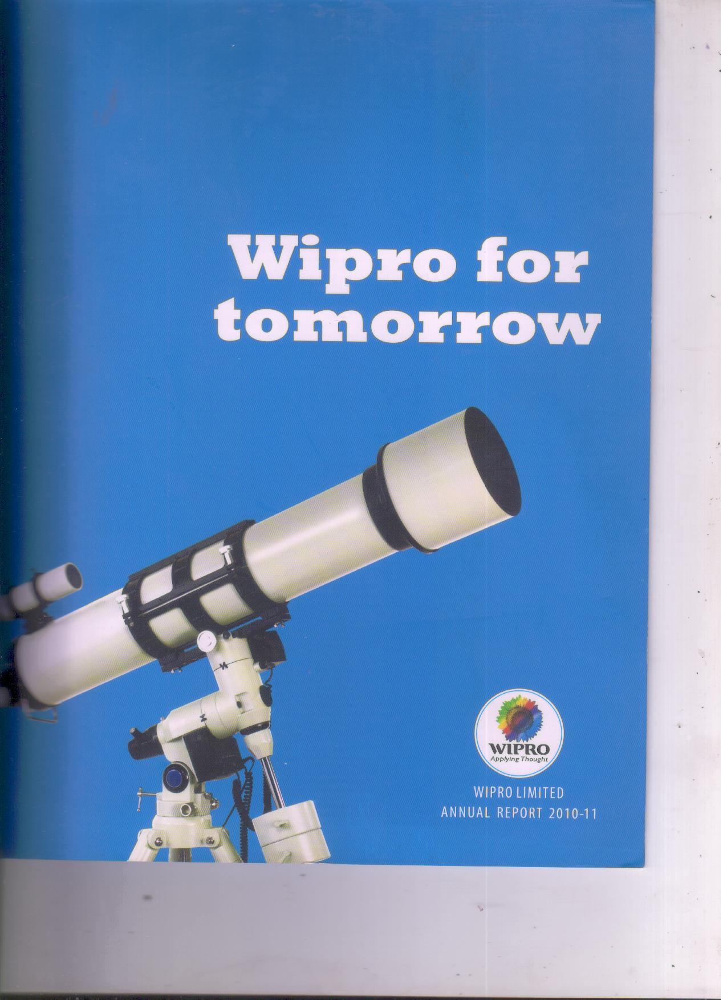 Wipro for
tomorrow
WIPRO
Applying Thought
WIPRO LIMITED
ANNUAL REPORT 2010-11